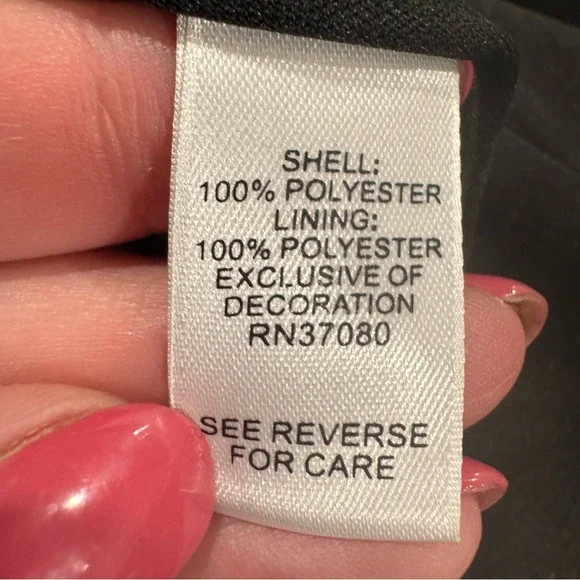 SHELL:
100% POLYESTER
LINING:
100% POLYESTER
EXCLUSIVE OF
DECORATION
RN37080
SEE REVERSE
FOR CARE